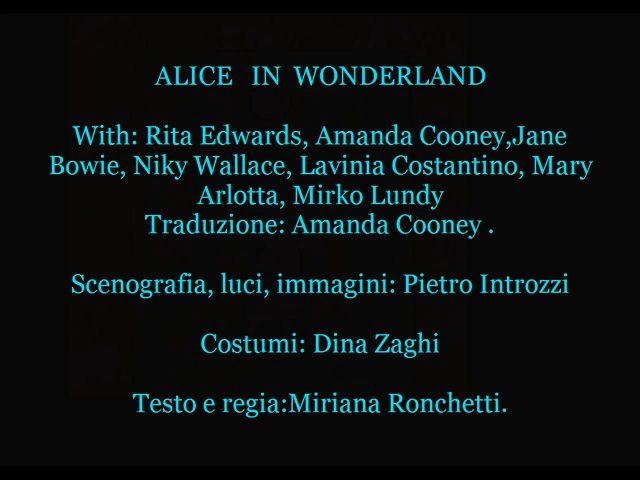 ALICE IN WONDERLAND
With: Rita Edwards, Amanda Cooney,Jane
Bowie, Niky Wallace, Lavinia Costantino, Mary
Arlotta, Mirko Lundy
Traduzione: Amanda Cooney .
Scenografia, luci, immagini: Pietro Introzzi
Costumi: Dina Zaghi
Testo e regia:Miriana Ronchetti.